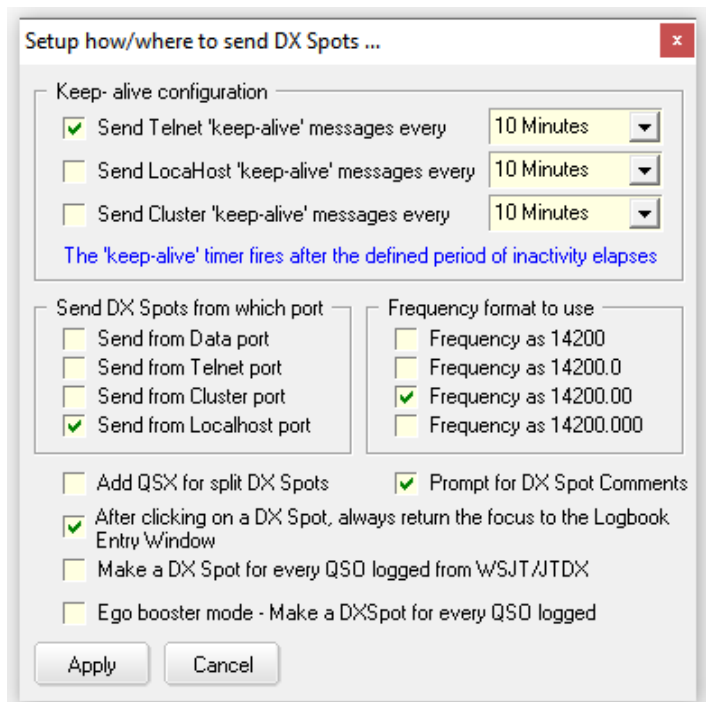 Setup how/where to send DX Spots ...
x
Keep- alive configuration
Send Telnet 'keep-alive' messages every 10 Minutes
Send LocaHost 'keep-alive' messages every 10 Minutes
Send Cluster 'keep-alive' messages every 10 Minutes
The 'keep-alive' timer fires after the defined period of inactivity elapses
Send DX Spots from which port
Send from Data port
Send from Telnet port
Send from Cluster port
Send from Localhost port
Frequency format to use
Frequency as 14200
Frequency as 14200.0
Frequency as 14200.00
Frequency as 14200.000
Add QSX for split DX Spots
Prompt for DX Spot Comments
After clicking on a DX Spot, always return the focus to the Logbook
Entry Window
Make a DX Spot for every QSO logged from WSJT/JTDX
Ego booster mode - Make a DXSpot for every QSO logged
Apply
Cancel